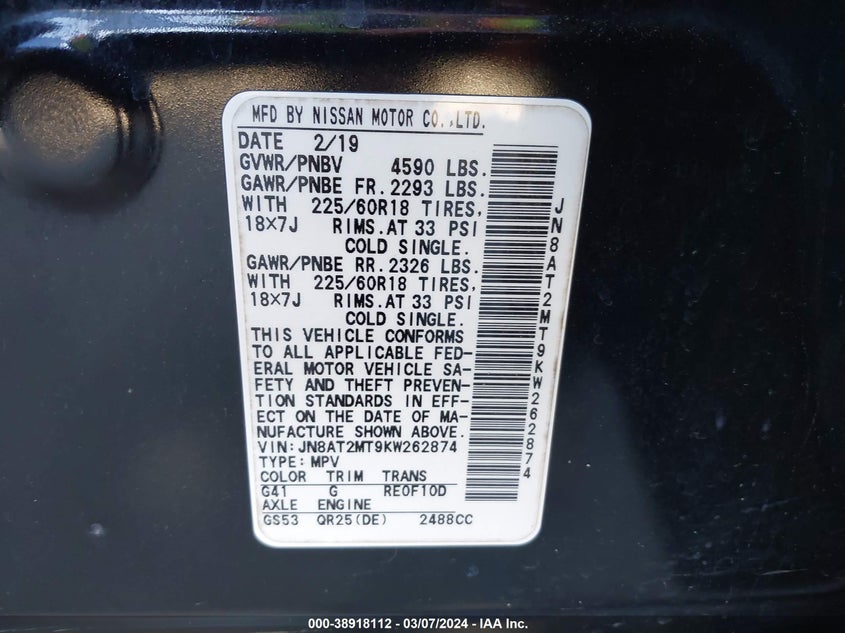 MFD BY NISSAN MOTOR CO.,LTD.
DATE 2/19
GVWR/PNBV 4590 LBS.
GAWR/PNBE FR. 2293 LBS.
WITH 225/60R18 TIRES,
18×7J RIMS.AT 33 PSI
COLD SINGLE.
GAWR/PNBE RR. 2326 LBS.
WITH 225/60R18 TIRES,
18×7J RIMS.AT 33 PSI
COLD SINGLE.
THIS VEHICLE CONFORMS
TO ALL APPLICABLE FED-
ERAL MOTOR VEHICLE SA-
FETY AND THEFT PREVEN-
TION STANDARDS IN EFF-
ECT ON THE DATE OF MA-
NUFACTURE SHOWN ABOVE.
VIN:JN8AT2MT9KW262874
TYPE:MPV
COLOR TRIM TRANS
G41 G RE0F10D
AXLE ENGINE
GS53 QR25(DE) 2488CC
JN8AT2MT9KW262874
000-38918112 - 03/07/2024 - IAA Inc.